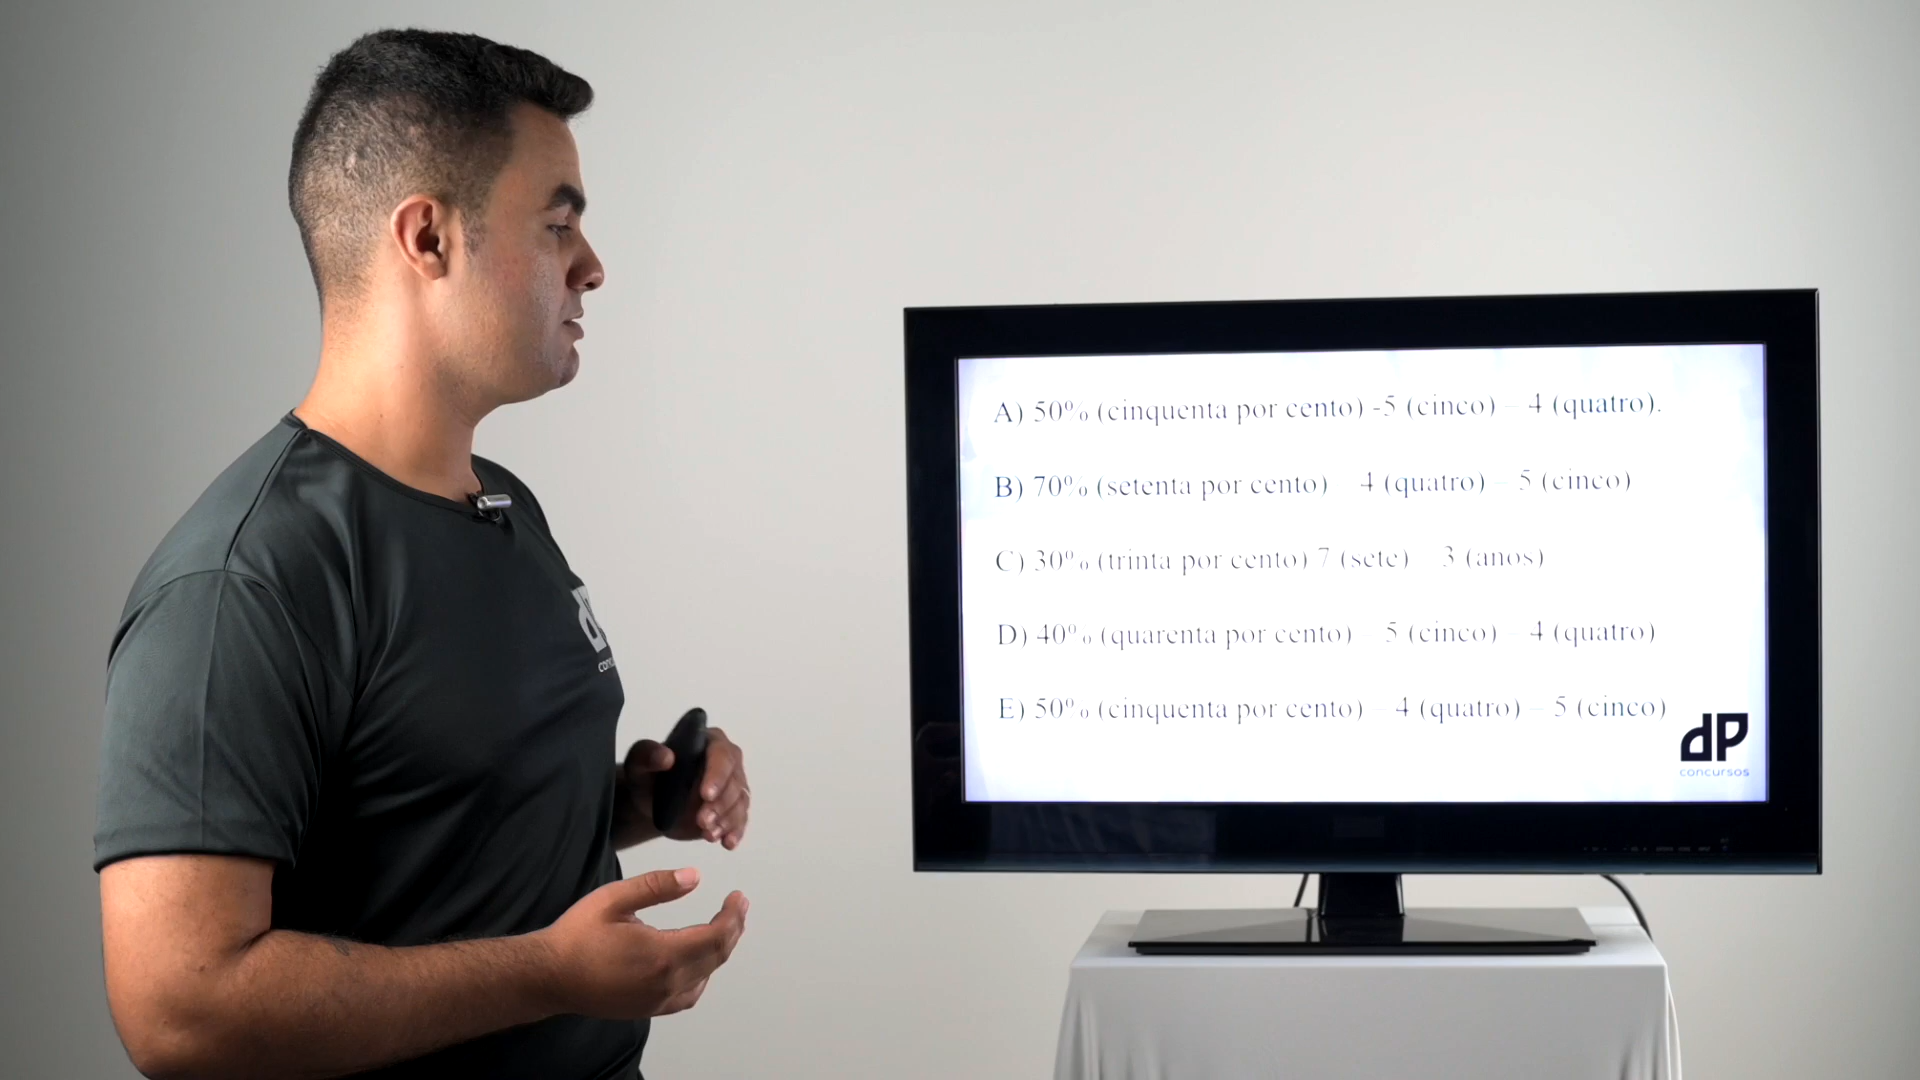 A) 50% (cinquenta por cento) -5 (cinco) – 4 (quatro).
B) 70% (setenta por cento) – 4 (quatro) – 5 (cinco)
C) 30% (trinta por cento) 7 (sete) – 3 (anos)
D) 40% (quarenta por cento) – 5 (cinco) – 4 (quatro)
E) 50% (cinquenta por cento) – 4 (quatro) – 5 (cinco)
dP
concursos